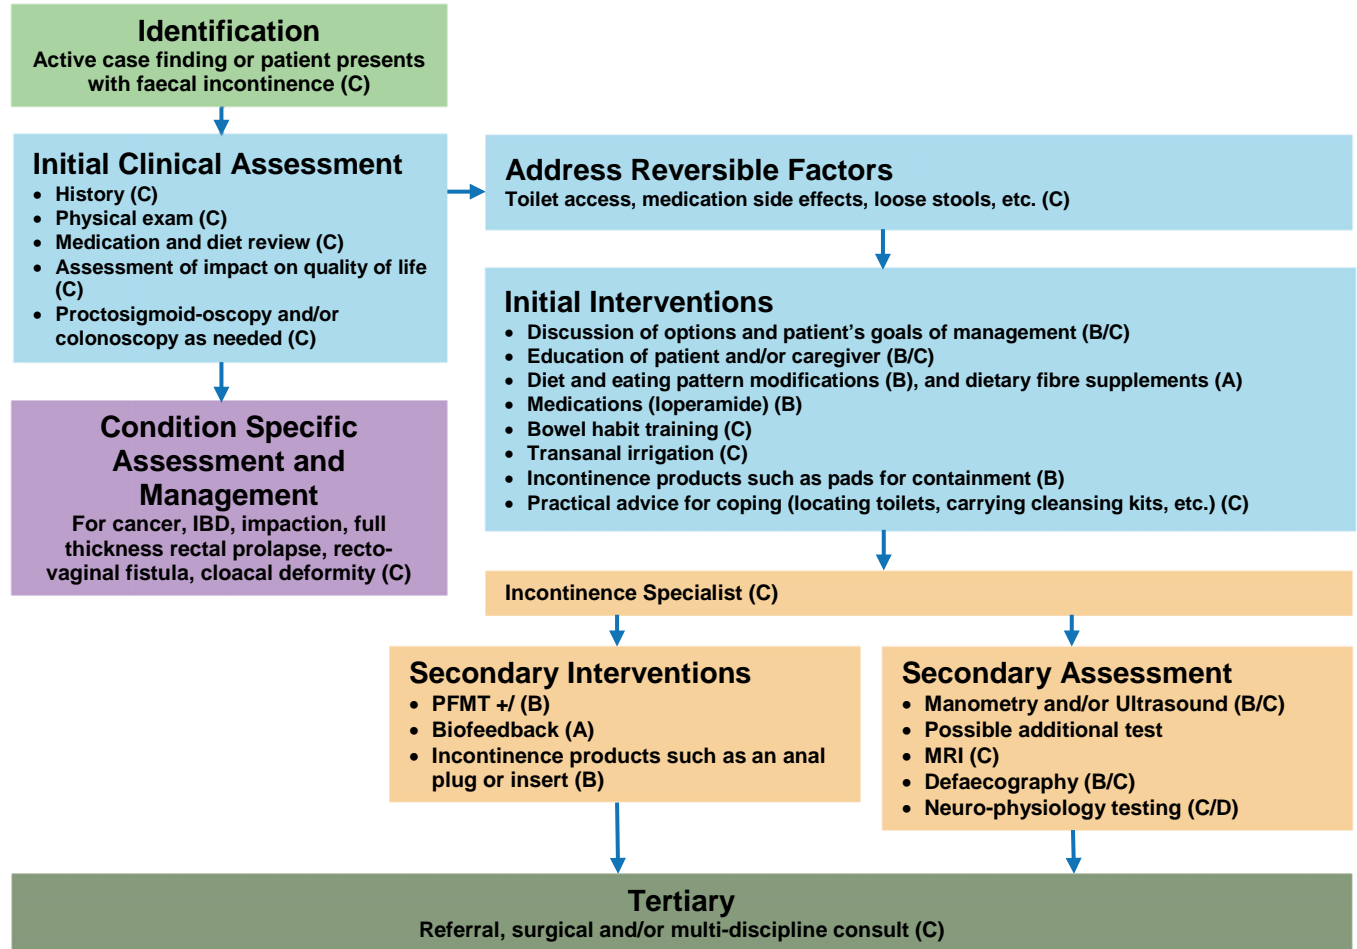 Identification
Active case finding or patient presents
with faecal incontinence (C)
Initial Clinical Assessment
• History (C)
• Physical exam (C)
• Medication and diet review (C)
• Assessment of impact on quality of life
(C)
• Proctosigmoid-oscopy and/or
colonoscopy as needed (C)
Address Reversible Factors
Toilet access, medication side effects, loose stools, etc. (C)
Initial Interventions
• Discussion of options and patient's goals of management (B/C)
• Education of patient and/or caregiver (B/C)
• Diet and eating pattern modifications (B), and dietary fibre supplements (A)
• Medications (loperamide) (B)
• Bowel habit training (C)
• Transanal irrigation (C)
• Incontinence products such as pads for containment (B)
• Practical advice for coping (locating toilets, carrying cleansing kits, etc.) (C)
Condition Specific
Assessment and
Management
For cancer, IBD, impaction, full
thickness rectal prolapse, recto-
vaginal fistula, cloacal deformity (C)
Incontinence Specialist (C)
Secondary Interventions
• PFMT +/ (B)
• Biofeedback (A)
• Incontinence products such as an anal
plug or insert (B)
Secondary Assessment
• Manometry and/or Ultrasound (B/C)
• Possible additional test
• MRI (C)
• Defaecography (B/C)
• Neuro-physiology testing (C/D)
Tertiary
Referral, surgical and/or multi-discipline consult (C)